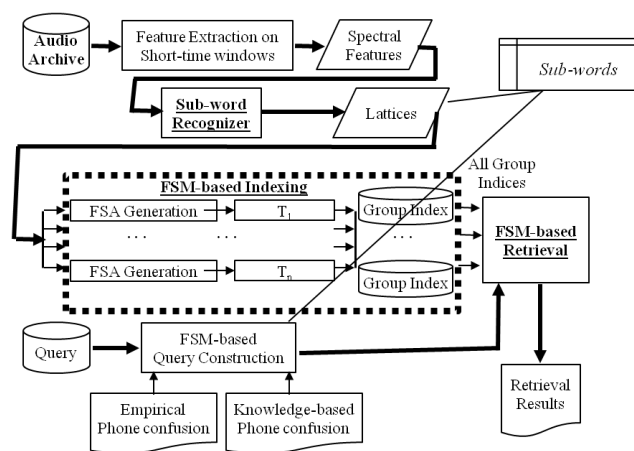 Audio
Archive
Feature Extraction on
Short-time windows
Spectral
Features
Sub-words
Sub-word
Recognizer
Lattices
All Group
Indices
FSM-based Indexing
FSA Generation
T1
Group Index
. . .
. . .
. . .
FSA Generation
Tn
Group Index
FSM-based
Retrieval
Query
FSM-based
Query Construction
Empirical
Phone confusion
Knowledge-based
Phone confusion
Retrieval
Results